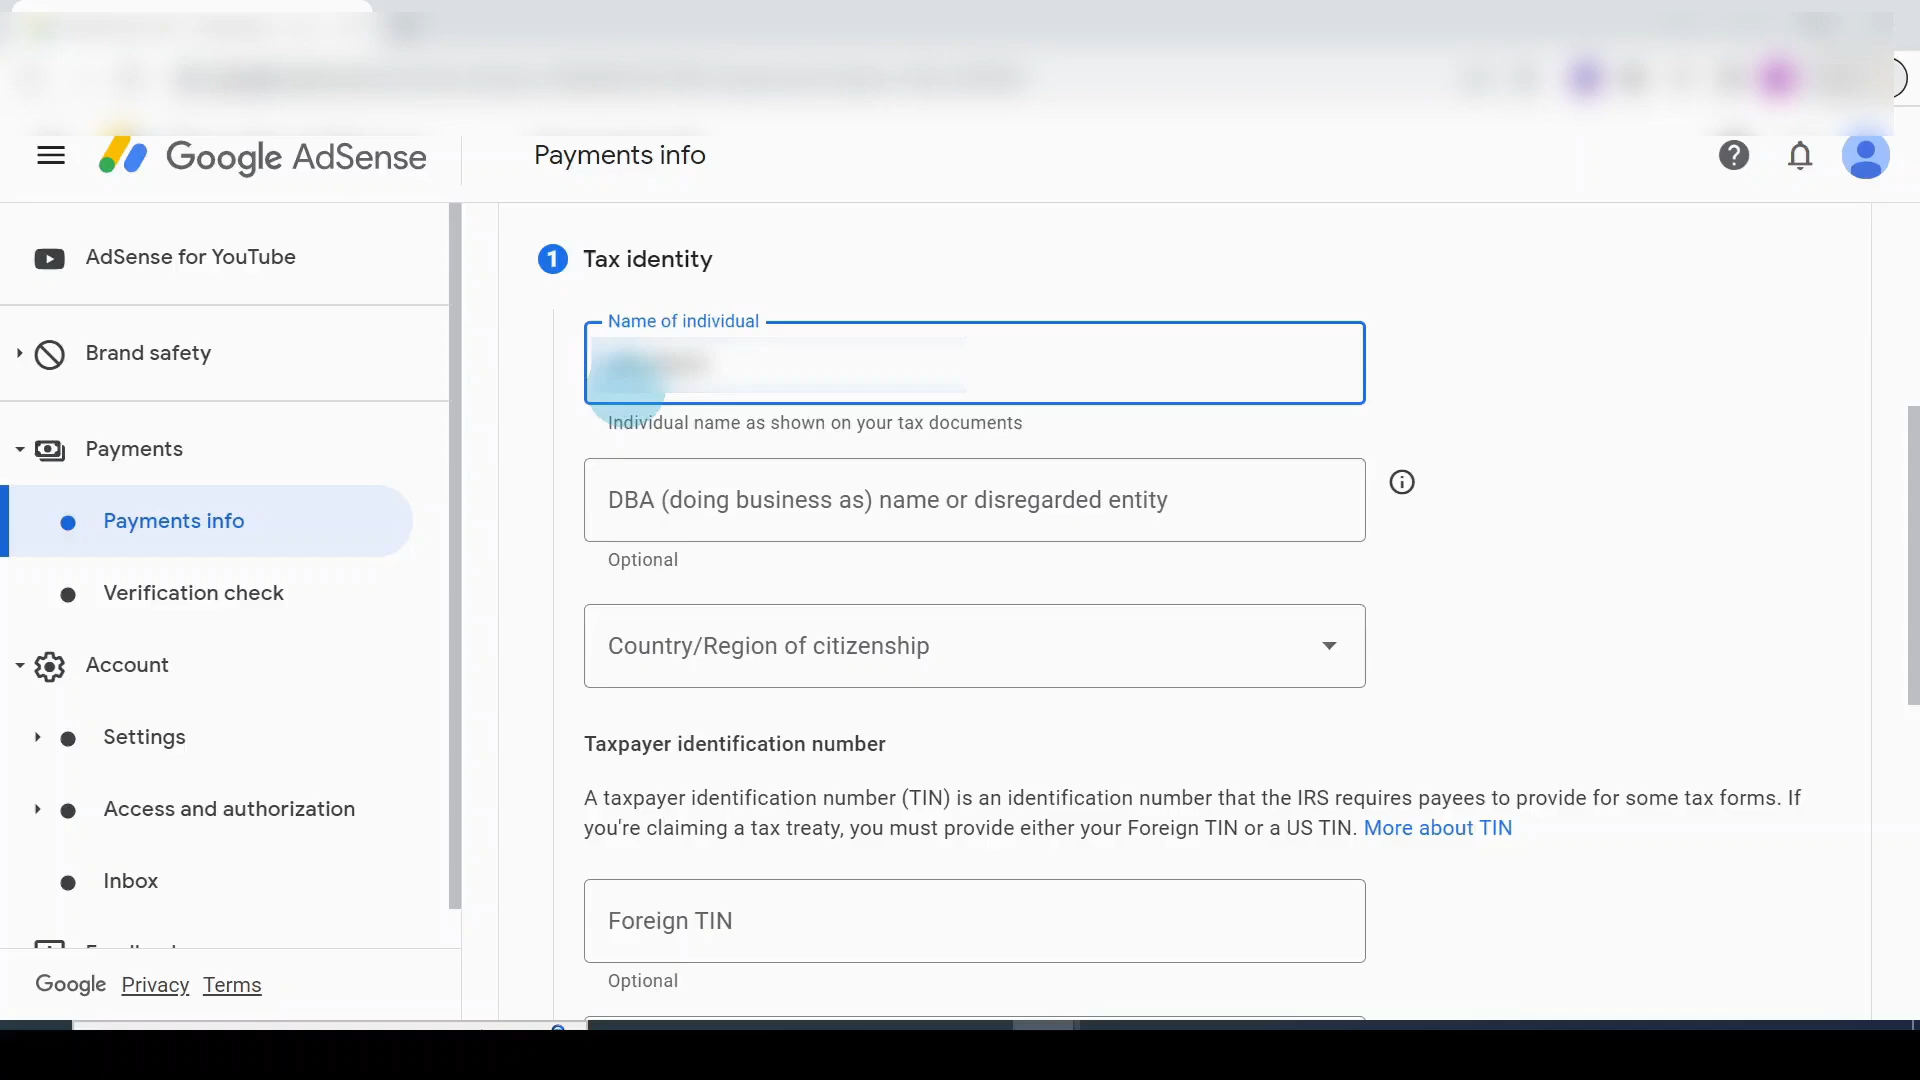 Google AdSense
Payments info
AdSense for YouTube
Brand safety
Payments
Payments info
Verification check
Account
Settings
Access and authorization
Inbox
Google Privacy Terms
1 Tax identity
Name of individual
Individual name as shown on your tax documents
DBA (doing business as) name or disregarded entity
Optional
Country/Region of citizenship
Taxpayer identification number
A taxpayer identification number (TIN) is an identification number that the IRS requires payees to provide for some tax forms. If
you're claiming a tax treaty, you must provide either your Foreign TIN or a US TIN. More about TIN
Foreign TIN
Optional